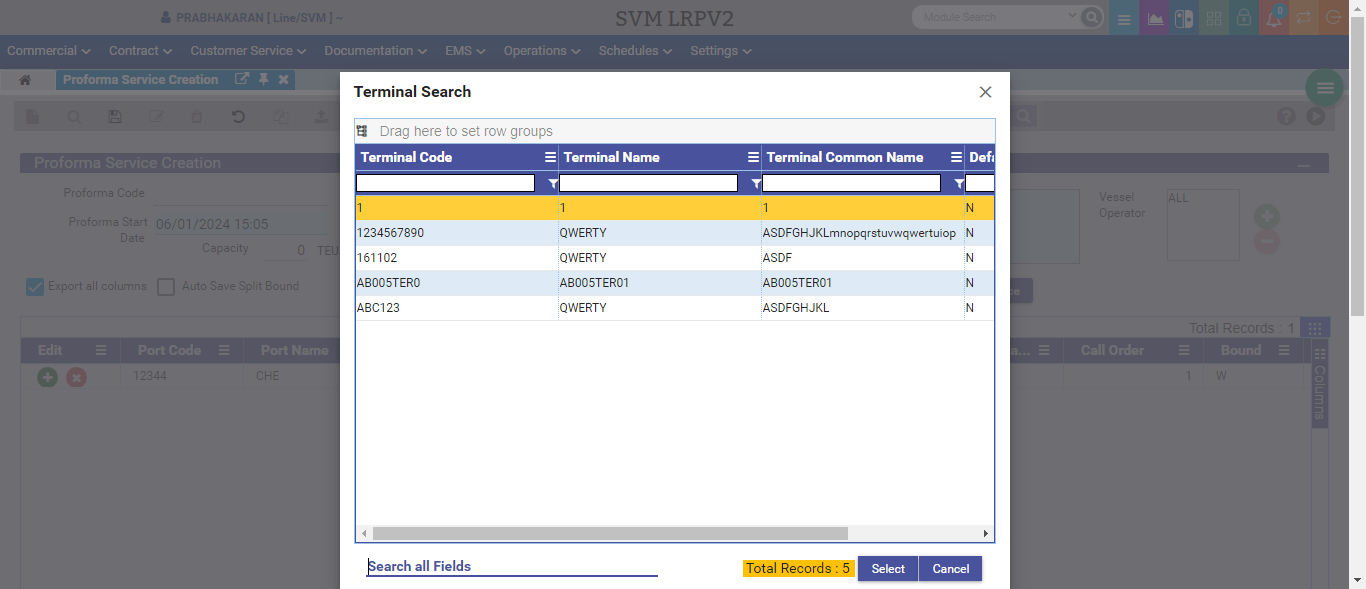 PRABHAKARAN [ Line/SVM ] ~
SVM LRPV2
Module Search
0
Commercial Contract Customer Service Documentation EMS Operations Schedules Settings
Proforma Service Creation
Terminal Search
Drag here to set row groups
Terminal Code Terminal Name Terminal Common Name Defa
1 1 1 N
1234567890 QWERTY ASDFGHJKLmnopqrstuvwqwertuiop N
161102 QWERTY ASDF N
AB005TER0 AB005TER01 AB005TER01 N
ABC123 QWERTY ASDFGHJKL N
Search all Fields Total Records : 5 Select Cancel
Proforma Service Creation
Proforma Code
Proforma Start Date 06/01/2024 15:05
Capacity 0 TEU
Vessel Operator ALL
Export all columns Auto Save Split Bound
ce
Total Records : 1
Edit Port Code Port Name a... Call Order Bound
12344 CHE 1 W
Columns